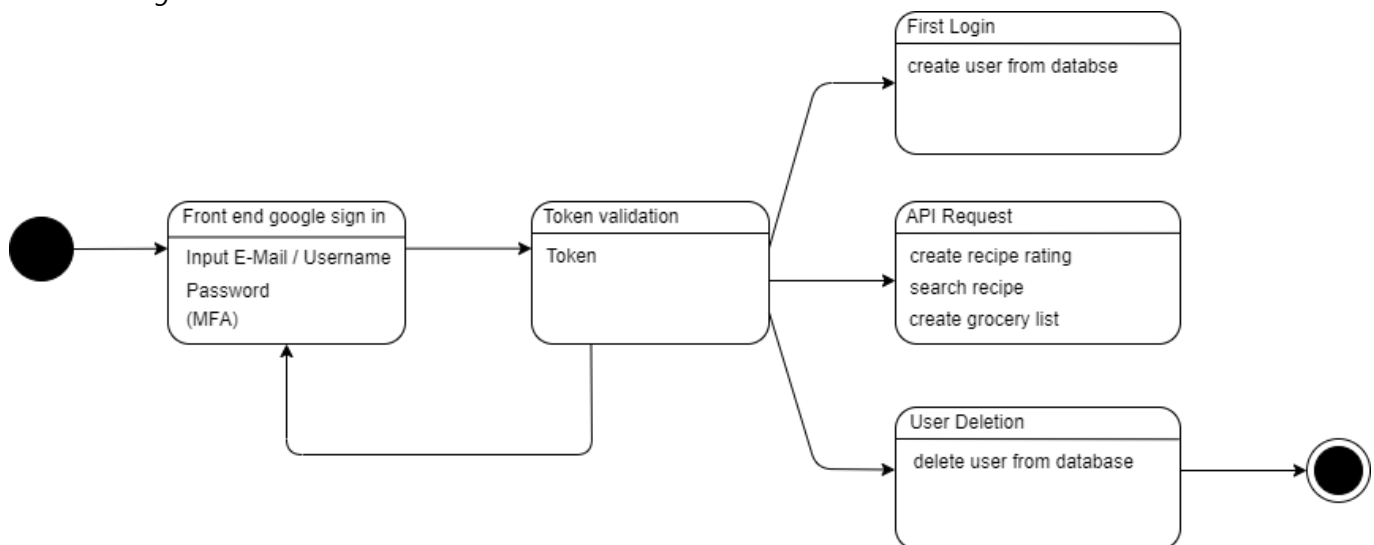 First Login
create user from databse
Front end google sign in
Input E-Mail / Username
Password
(MFA)
Token validation
Token
API Request
create recipe rating
search recipe
create grocery list
User Deletion
delete user from database